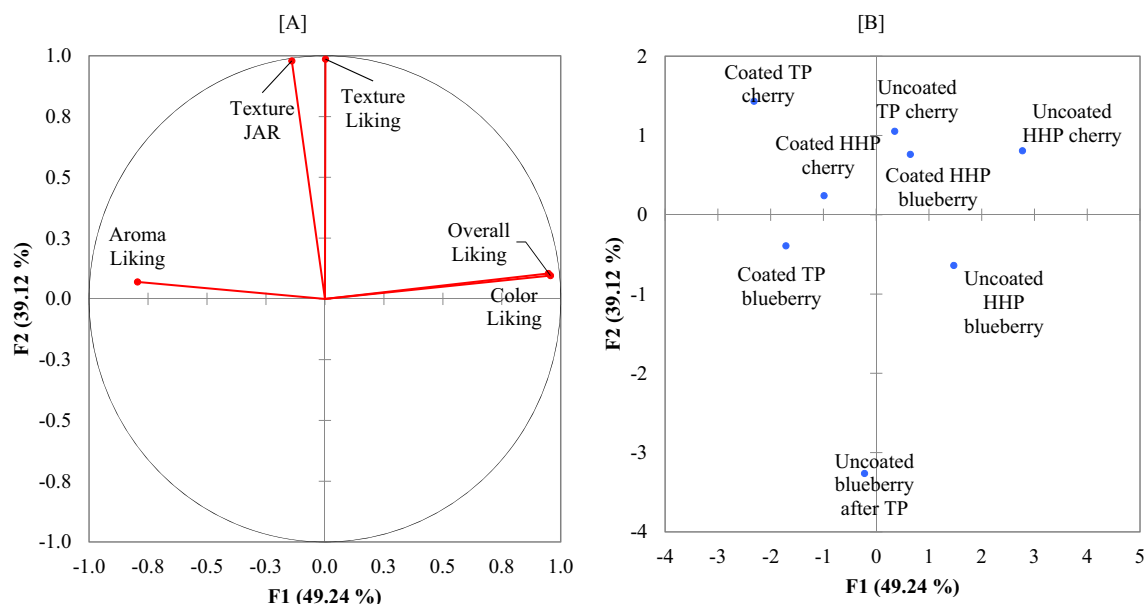 [A]
1.0
0.8
0.5
0.3
0.0
-0.3
-0.5
-0.8
-1.0
F2 (39.12 %)
Texture
JAR
Texture
Liking
Aroma
Liking
Overall
Liking
Color
Liking
-1.0 -0.8 -0.5 -0.3 0.0 0.3 0.5 0.8 1.0
F1 (49.24 %)
[B]
2
1
0
-1
-2
-3
-4
F2 (39.12 %)
Coated TP
cherry
Uncoated
TP cherry
Uncoated
HHP cherry
Coated HHP
cherry
Coated HHP
blueberry
Coated TP
blueberry
Uncoated
HHP
blueberry
Uncoated
blueberry
after TP
-4 -3 -2 -1 0 1 2 3 4 5
F1 (49.24 %)